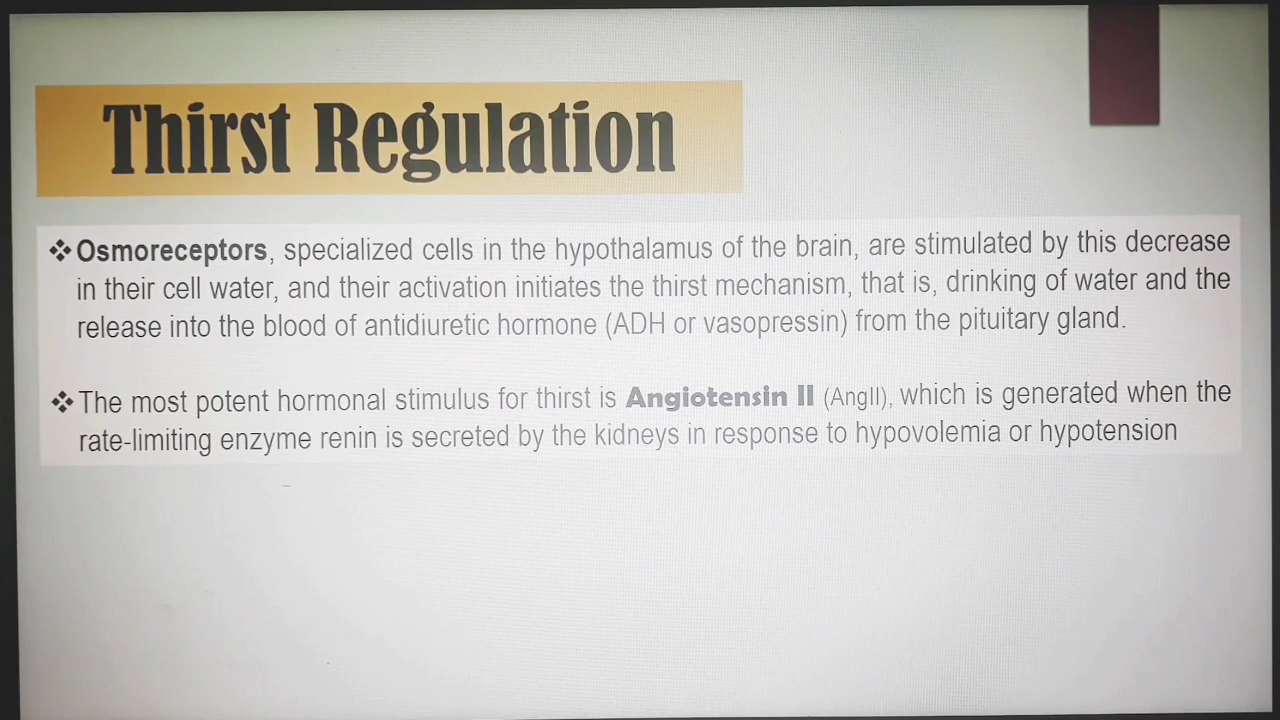 Thirst Regulation
❖Osmoreceptors, specialized cells in the hypothalamus of the brain, are stimulated by this decrease
in their cell water, and their activation initiates the thirst mechanism, that is, drinking of water and the
release into the blood of antidiuretic hormone (ADH or vasopressin) from the pituitary gland.
❖The most potent hormonal stimulus for thirst is Angiotensin II (AngII), which is generated when the
rate-limiting enzyme renin is secreted by the kidneys in response to hypovolemia or hypotension